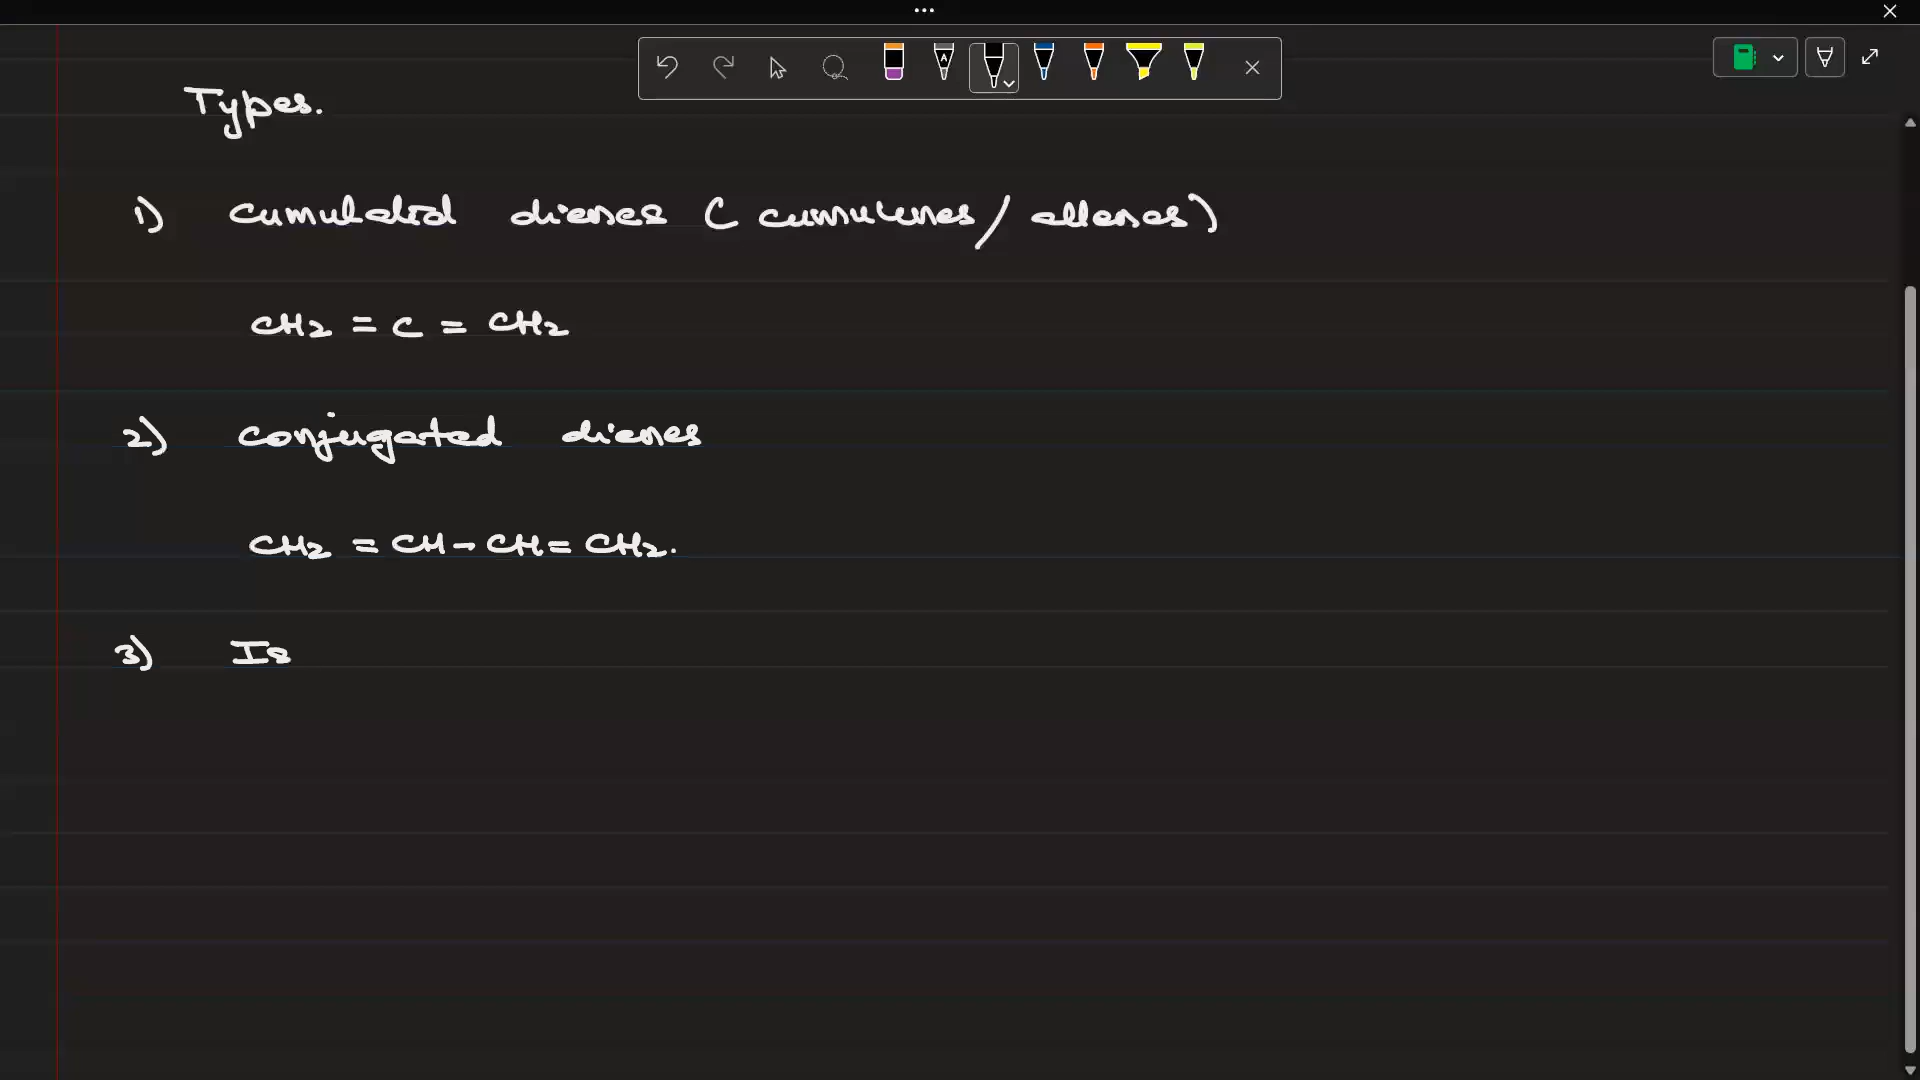 Types.
1) cumulated dienes (cumulenes/allenes)
CH2 = C = CH2
2) conjugated dienes
CH2 = CH - CH = CH2.
3) Is